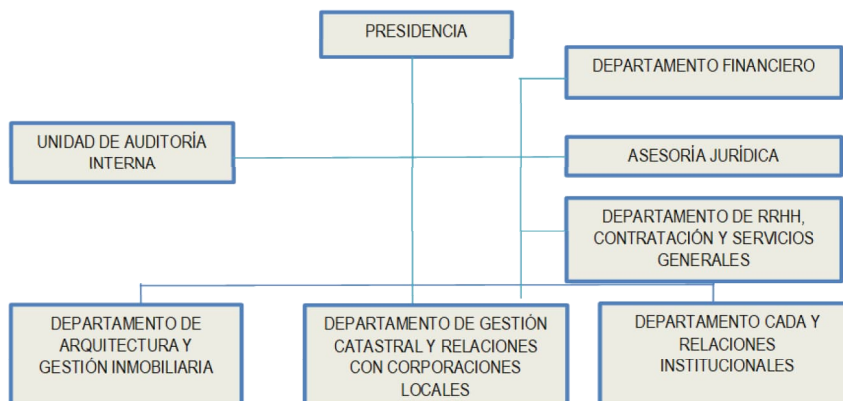 PRESIDENCIA
DEPARTAMENTO FINANCIERO
UNIDAD DE AUDITORÍA
INTERNA
ASESORÍA JURÍDICA
DEPARTAMENTO DE RRHH,
CONTRATACIÓN Y SERVICIOS
GENERALES
DEPARTAMENTO DE
ARQUITECTURA Y
GESTIÓN INMOBILIARIA
DEPARTAMENTO DE GESTIÓN
CATASTRAL Y RELACIONES
CON CORPORACIONES
LOCALES
DEPARTAMENTO CADA Y
RELACIONES
INSTITUCIONALES